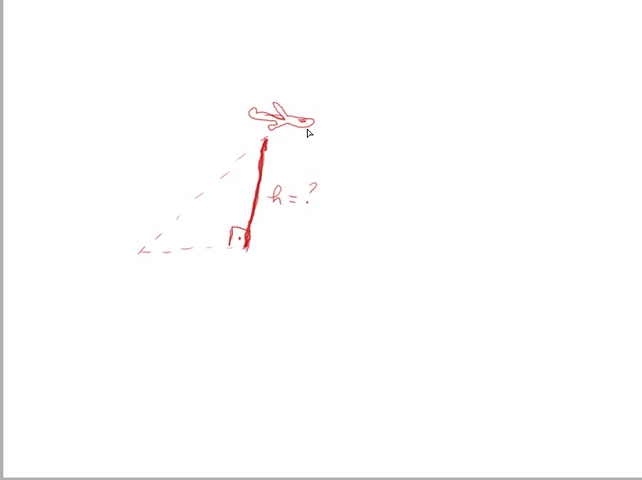 h = ?